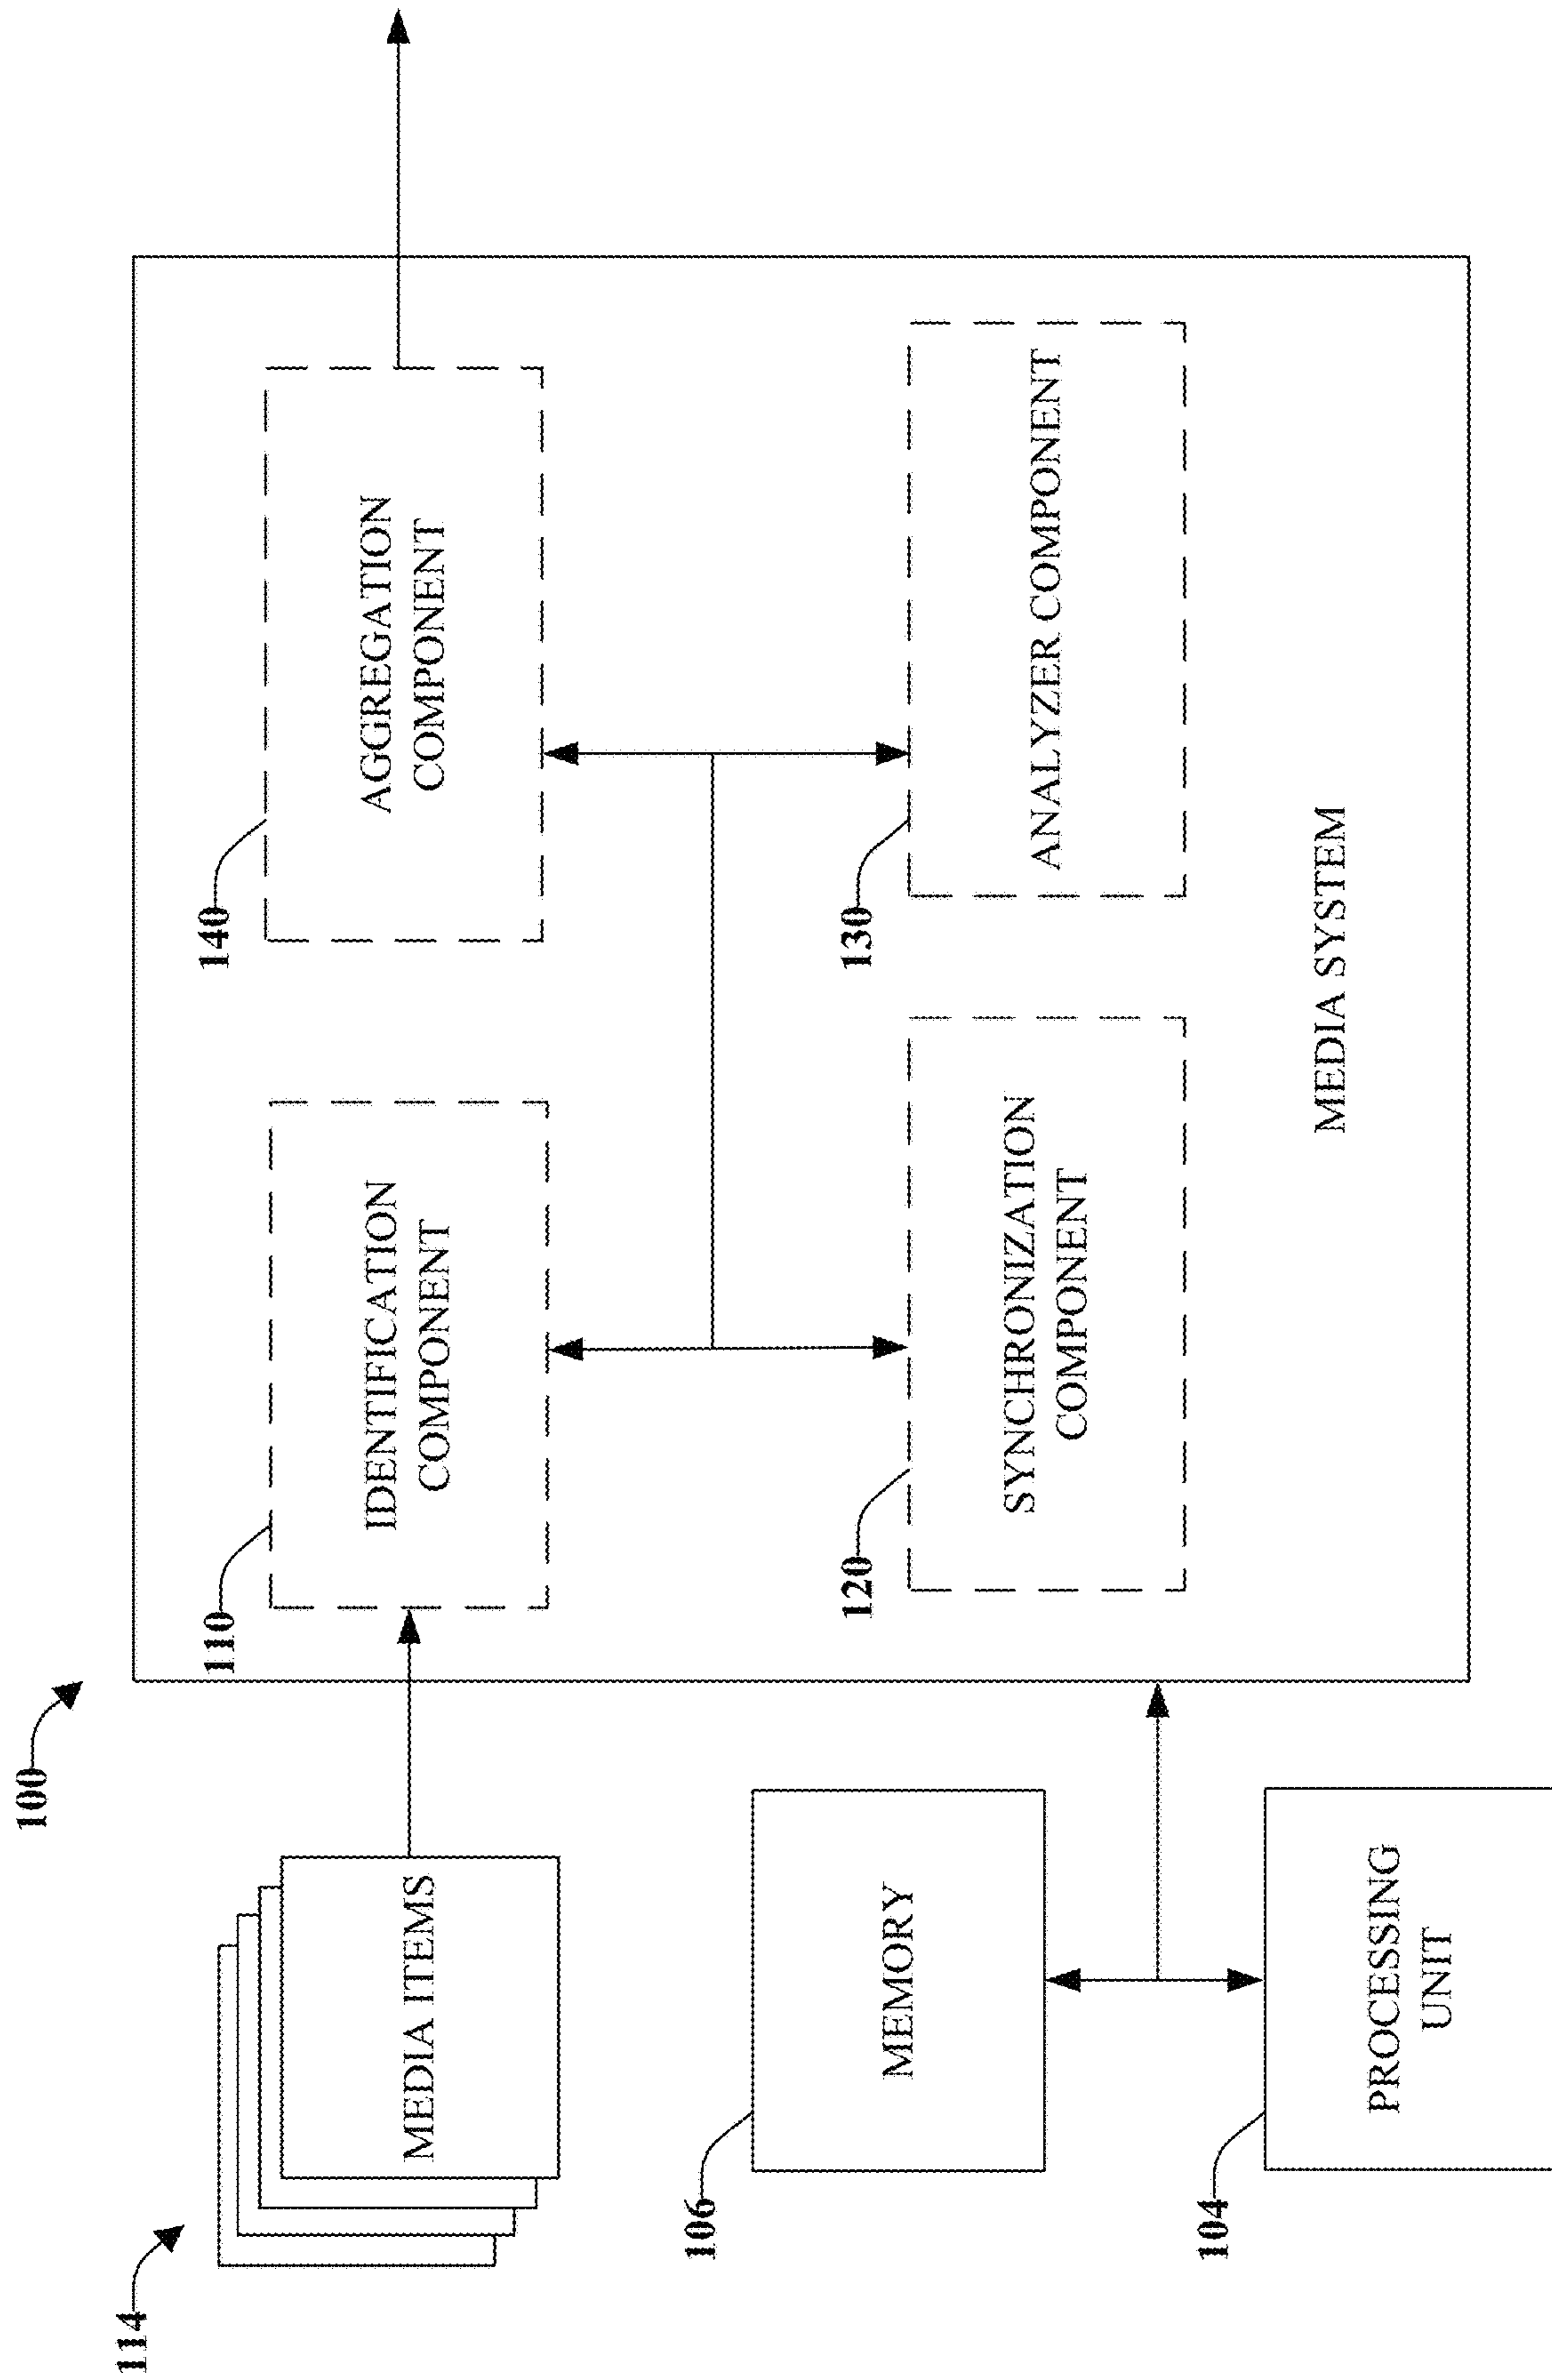 100
114
MEDIA ITEMS
110
IDENTIFICATION
COMPONENT
140
AGGREGATION
COMPONENT
106
MEMORY
120
SYNCHRONIZATION
COMPONENT
130
ANALYZER COMPONENT
104
PROCESSING
UNIT
MEDIA SYSTEM